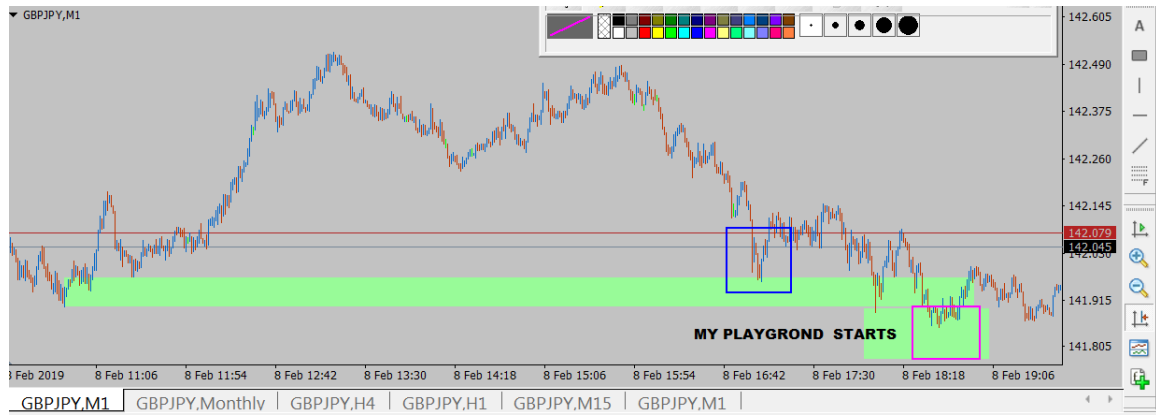 GBPJPY,M1
142.605
142.490
142.375
142.260
142.145
142.079
142.045
142.030
141.915
141.805
MY PLAYGROND STARTS
8 Feb 2019 8 Feb 11:06 8 Feb 11:54 8 Feb 12:42 8 Feb 13:30 8 Feb 14:18 8 Feb 15:06 8 Feb 15:54 8 Feb 16:42 8 Feb 17:30 8 Feb 18:18 8 Feb 19:06
GBPJPY,M1 GBPJPY,Monthly GBPJPY,H4 GBPJPY,H1 GBPJPY,M15 GBPJPY,M1
A
F